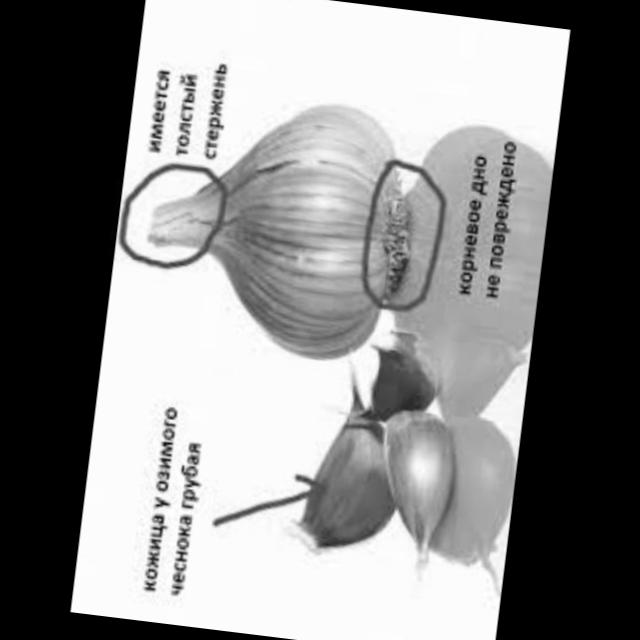 имеется
толстый
стержень
корневое дно
не повреждено
кожица у озимого
чеснока грубая